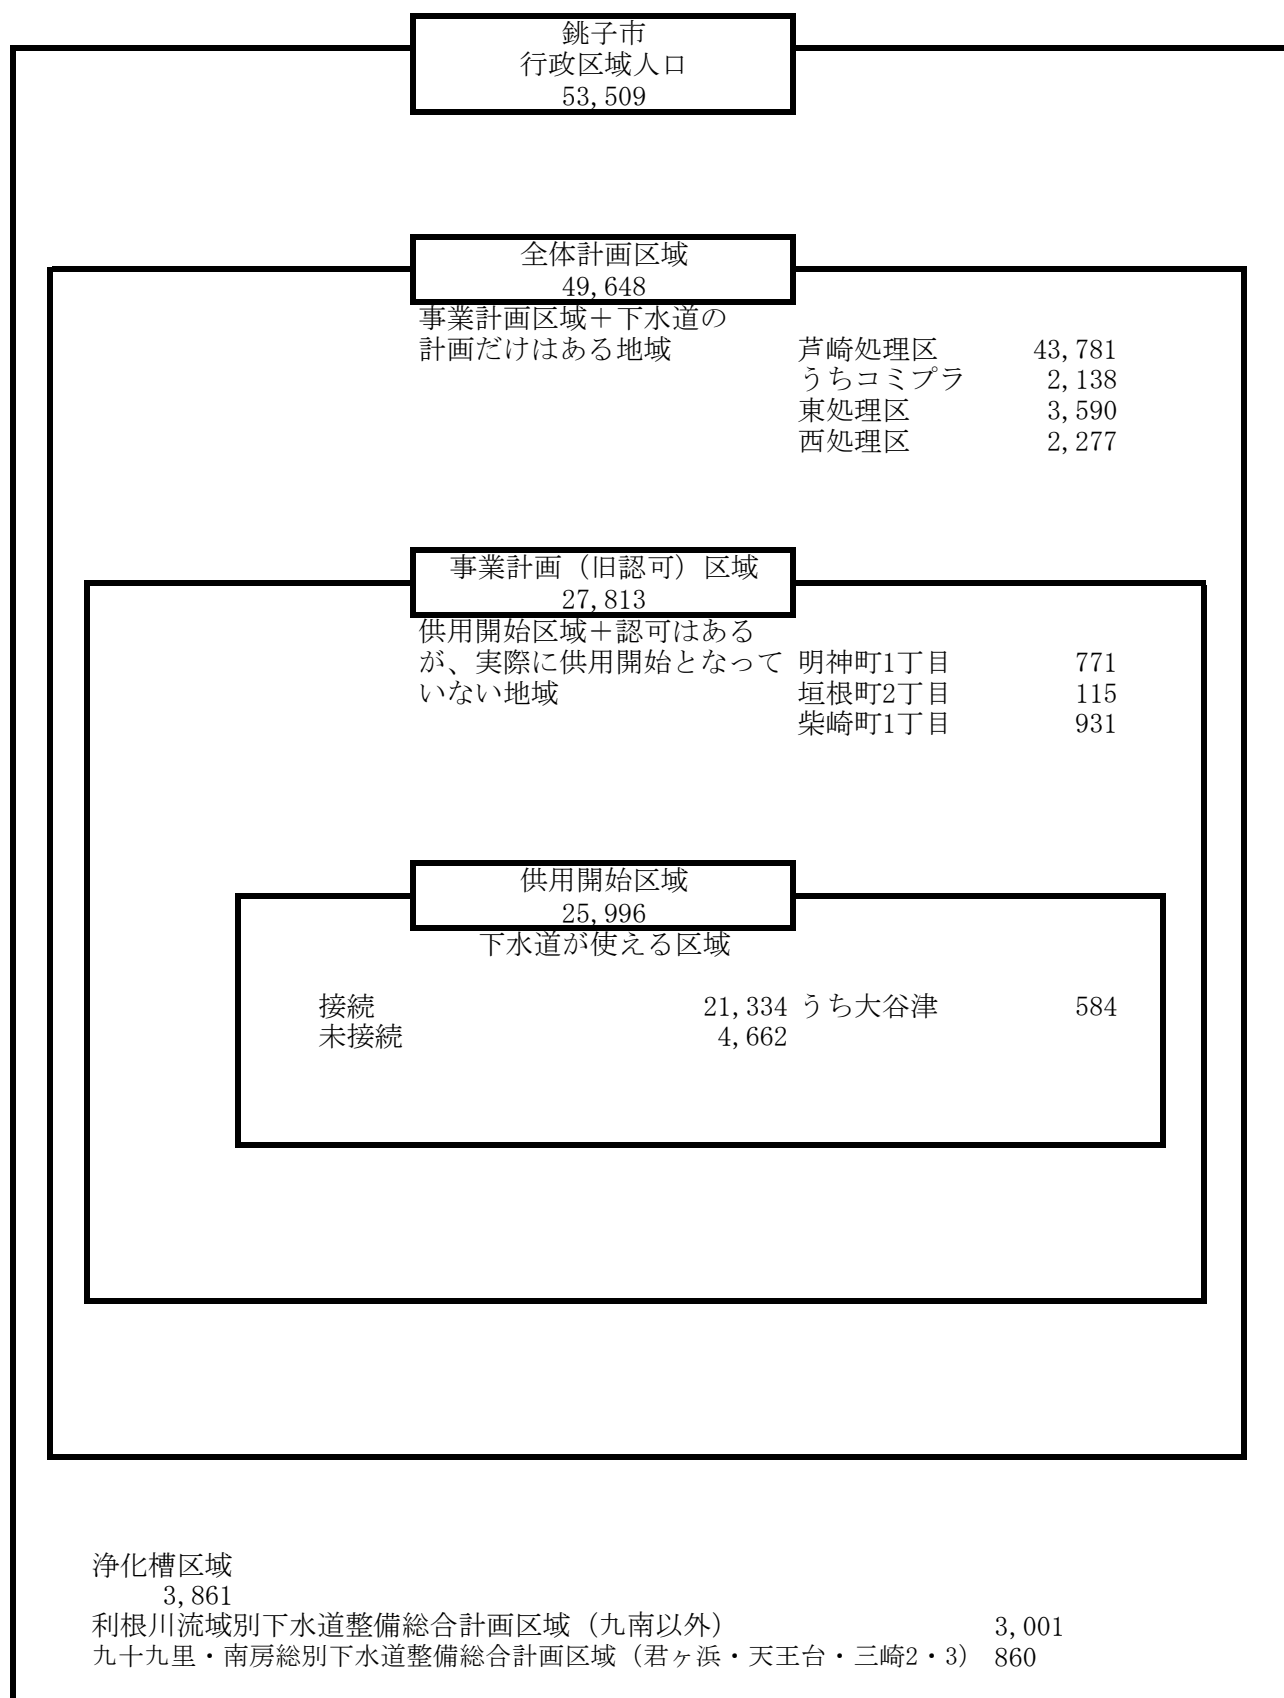 銚子市
行政区域人口
53,509
全体計画区域
49,648
事業計画区域＋下水道の
計画だけはある地域 芦崎処理区 43,781
うちコミプラ 2,138
東処理区 3,590
西処理区 2,277
事業計画（旧認可）区域
27,813
供用開始区域＋認可はある
が、実際に供用開始となって 明神町1丁目 771
いない地域 垣根町2丁目 115
柴崎町1丁目 931
供用開始区域
25,996
下水道が使える区域
接続 21,334 うち大谷津 584
未接続 4,662
浄化槽区域
3,861
利根川流域別下水道整備総合計画区域（九南以外） 3,001
九十九里・南房総別下水道整備総合計画区域（君ヶ浜・天王台・三崎2・3） 860